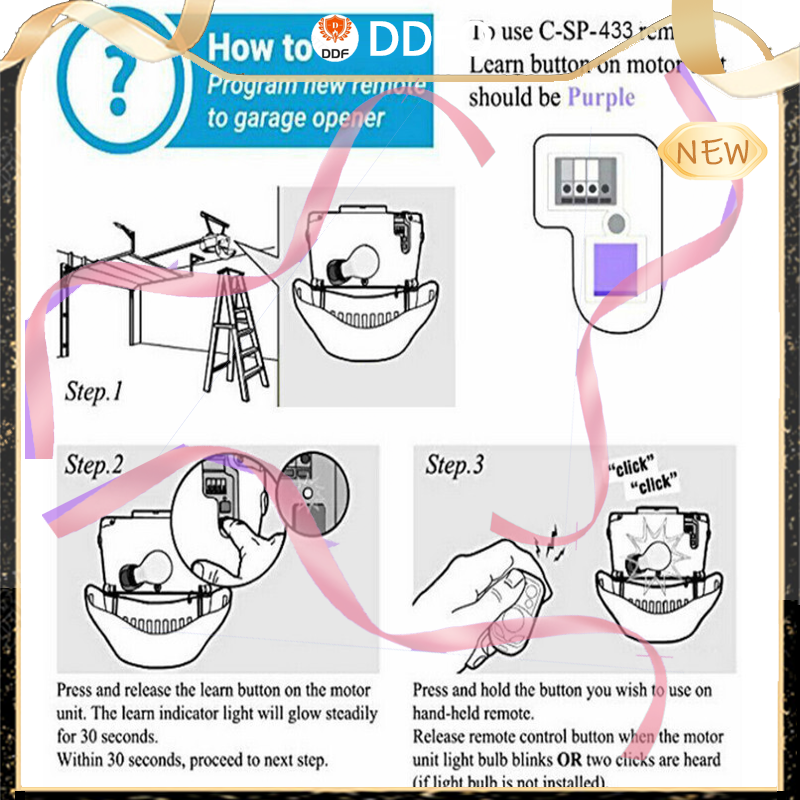 How to
DDF
DD
Program new remote
to garage opener
To use C-SP-433 rem
Learn button on motor unit
should be Purple
NEW
Step.1
Step.2
Step.3
"click"
"click"
Press and release the learn button on the motor
unit. The learn indicator light will glow steadily
for 30 seconds.
Within 30 seconds, proceed to next step.
Press and hold the button you wish to use on
hand-held remote.
Release remote control button when the motor
unit light bulb blinks OR two clicks are heard
(if light bulb is not installed).